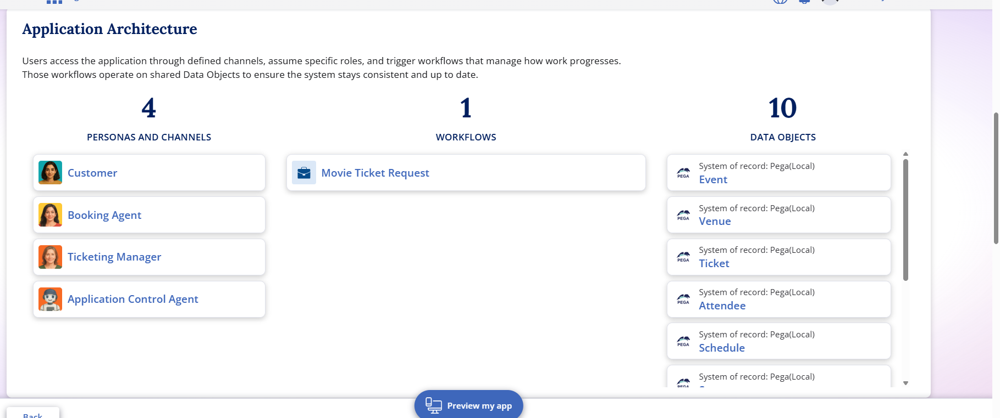 Application Architecture
Users access the application through defined channels, assume specific roles, and trigger workflows that manage how work progresses.
Those workflows operate on shared Data Objects to ensure the system stays consistent and up to date.
4
PERSONAS AND CHANNELS
Customer
Booking Agent
Ticketing Manager
Application Control Agent
1
WORKFLOWS
Movie Ticket Request
10
DATA OBJECTS
PEGA
System of record: Pega(Local)
Event
PEGA
System of record: Pega(Local)
Venue
PEGA
System of record: Pega(Local)
Ticket
PEGA
System of record: Pega(Local)
Attendee
PEGA
System of record: Pega(Local)
Schedule
PEGA
System of record: Pega(Local)
Preview my app
Back